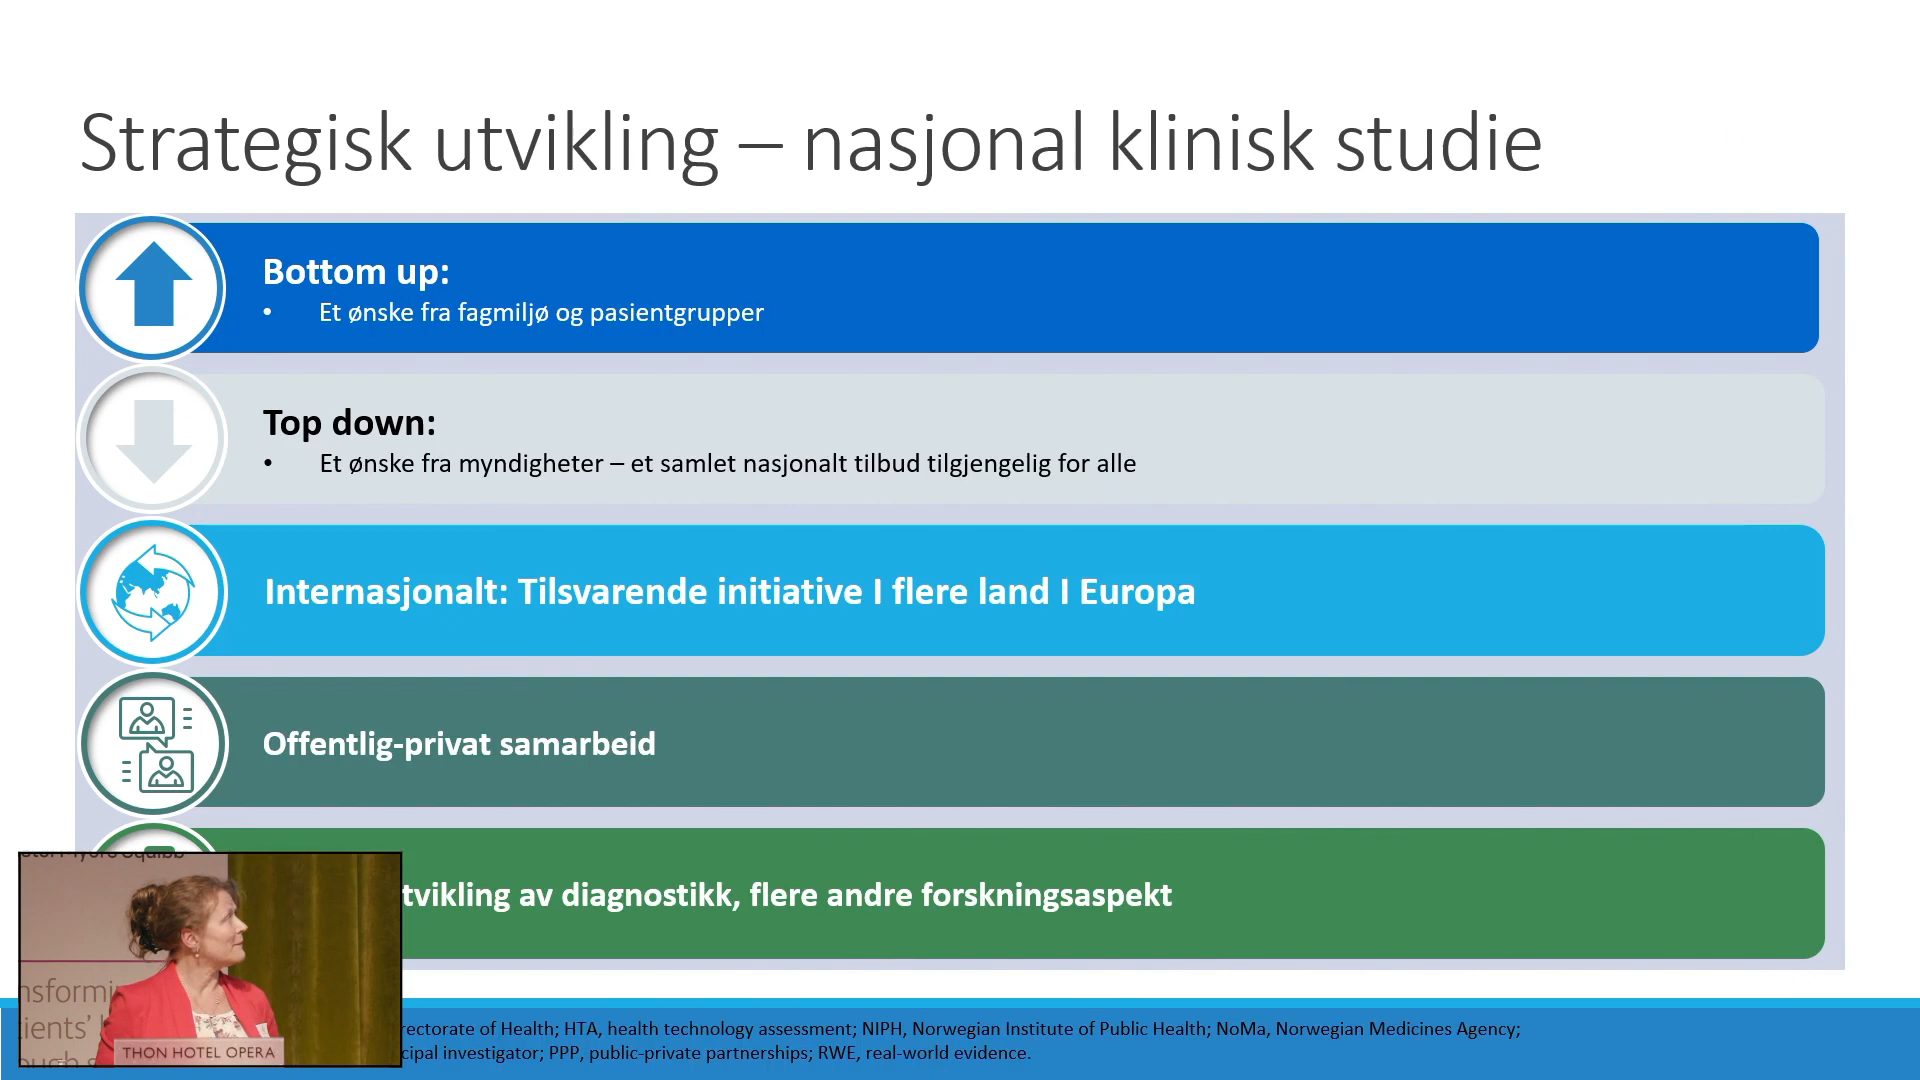 Strategisk utvikling – nasjonal klinisk studie
Bottom up:
• Et ønske fra fagmiljø og pasientgrupper
Top down:
• Et ønske fra myndigheter – et samlet nasjonalt tilbud tilgjengelig for alle
Internasjonalt: Tilsvarende initiative I flere land I Europa
Offentlig-privat samarbeid
tvikling av diagnostikk, flere andre forskningsaspekt
rectorate of Health; HTA, health technology assessment; NIPH, Norwegian Institute of Public Health; NoMa, Norwegian Medicines Agency;
cipal investigator; PPP, public-private partnerships; RWE, real-world evidence.
nsformi
ients'
THON HOTEL OPERA